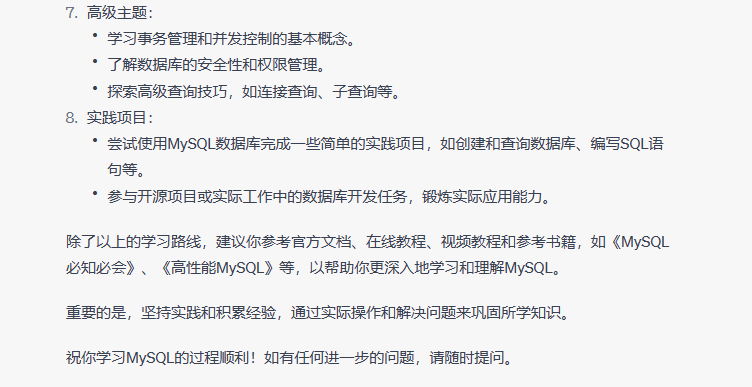 7. 高级主题：
• 学习事务管理和并发控制的基本概念。
• 了解数据库的安全性和权限管理。
• 探索高级查询技巧，如连接查询、子查询等。
8. 实践项目：
• 尝试使用MySQL数据库完成一些简单的实践项目，如创建和查询数据库、编写SQL语
句等。
• 参与开源项目或实际工作中的数据库开发任务，锻炼实际应用能力。
除了以上的学习路线，建议你参考官方文档、在线教程、视频教程和参考书籍，如《MySQL
必知必会》、《高性能MySQL》等，以帮助你更深入地学习和理解MySQL。
重要的是，坚持实践和积累经验，通过实际操作和解决问题来巩固所学知识。
祝你学习MySQL的过程顺利！如有任何进一步的问题，请随时提问。